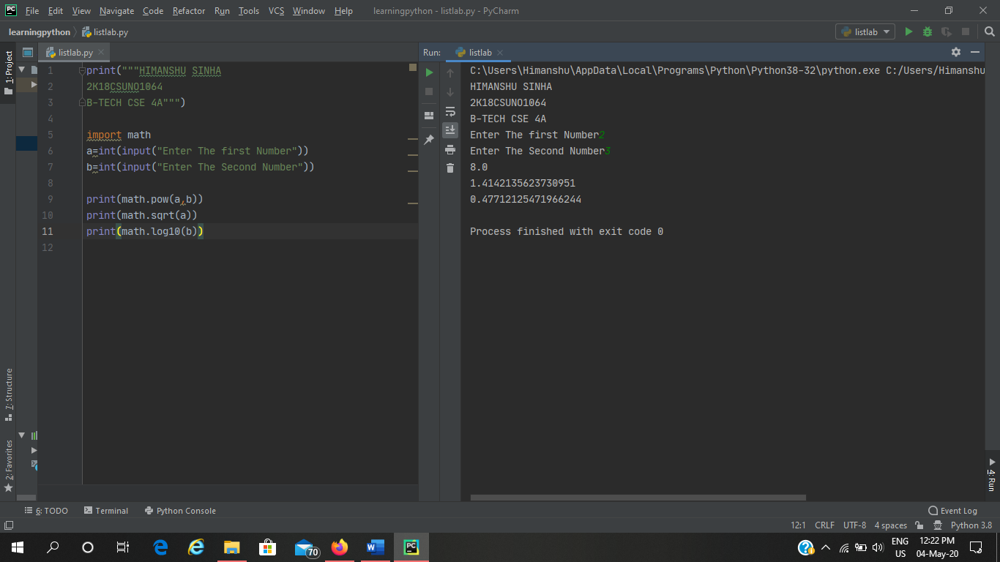 File Edit View Navigate Code Refactor Run Tools VCS Window Help learningpython - listlab.py - PyCharm
learningpython listlab.py listlab
1: Project
listlab.py
1 print("""HIMANSHU SINHA
2 2K18CSUNO1064
3 B-TECH CSE 4A""")
4
5 import math
6 a=int(input("Enter The first Number"))
7 b=int(input("Enter The Second Number"))
8
9 print(math.pow(a,b))
10 print(math.sqrt(a))
11 print(math.log10(b))
12
Run: listlab
C:\Users\Himanshu\AppData\Local\Programs\Python\Python38-32\python.exe C:/Users/Himanshu
HIMANSHU SINHA
2K18CSUNO1064
B-TECH CSE 4A
Enter The first Number2
Enter The Second Number3
8.0
1.4142135623730951
0.47712125471966244
Process finished with exit code 0
7: Structure
2: Favorites
4: Run
6: TODO Terminal Python Console Event Log
12:1 CRLF UTF-8 4 spaces Python 3.8
PC 70 ENG 12:22 PM
US 04-May-20